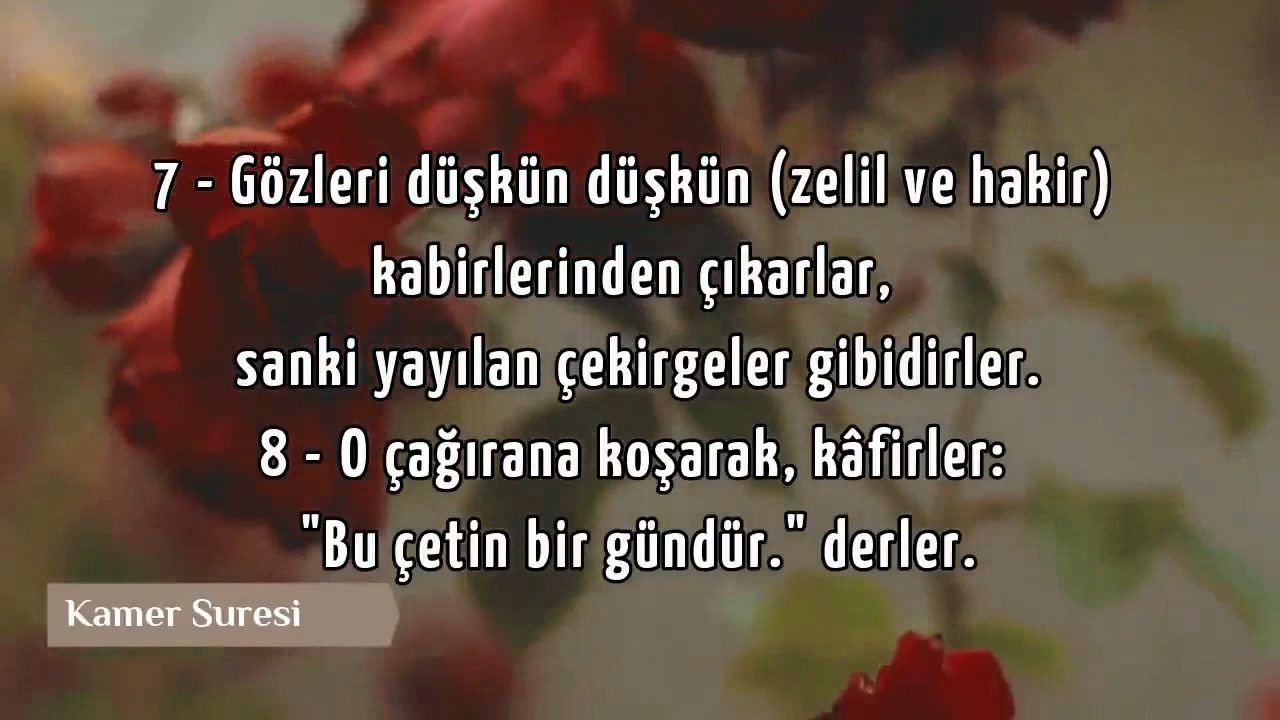 7 - Gözleri düşkün düşkün (zelil ve hakir)
kabirlerinden çıkarlar,
sanki yayılan çekirgeler gibidirler.
8 - O çağırana koşarak, kâfirler:
"Bu çetin bir gündür." derler.
Kamer Suresi